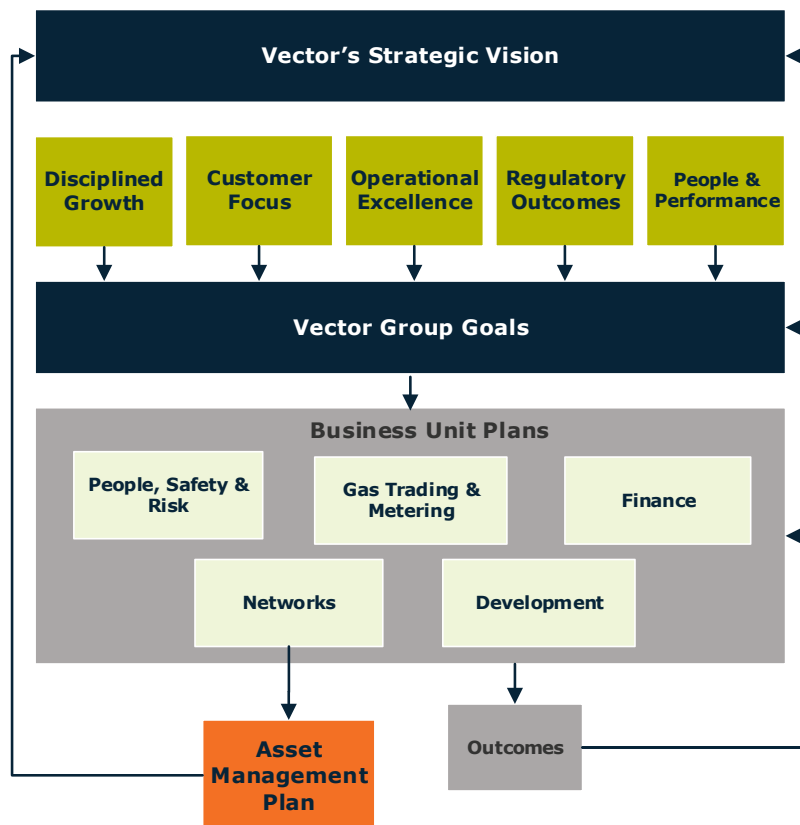 Vector’s Strategic Vision
Disciplined
Growth
Customer
Focus
Operational
Excellence
Regulatory
Outcomes
People &
Performance
Vector Group Goals
Business Unit Plans
People, Safety &
Risk
Gas Trading &
Metering
Finance
Networks
Development
Asset
Management
Plan
Outcomes